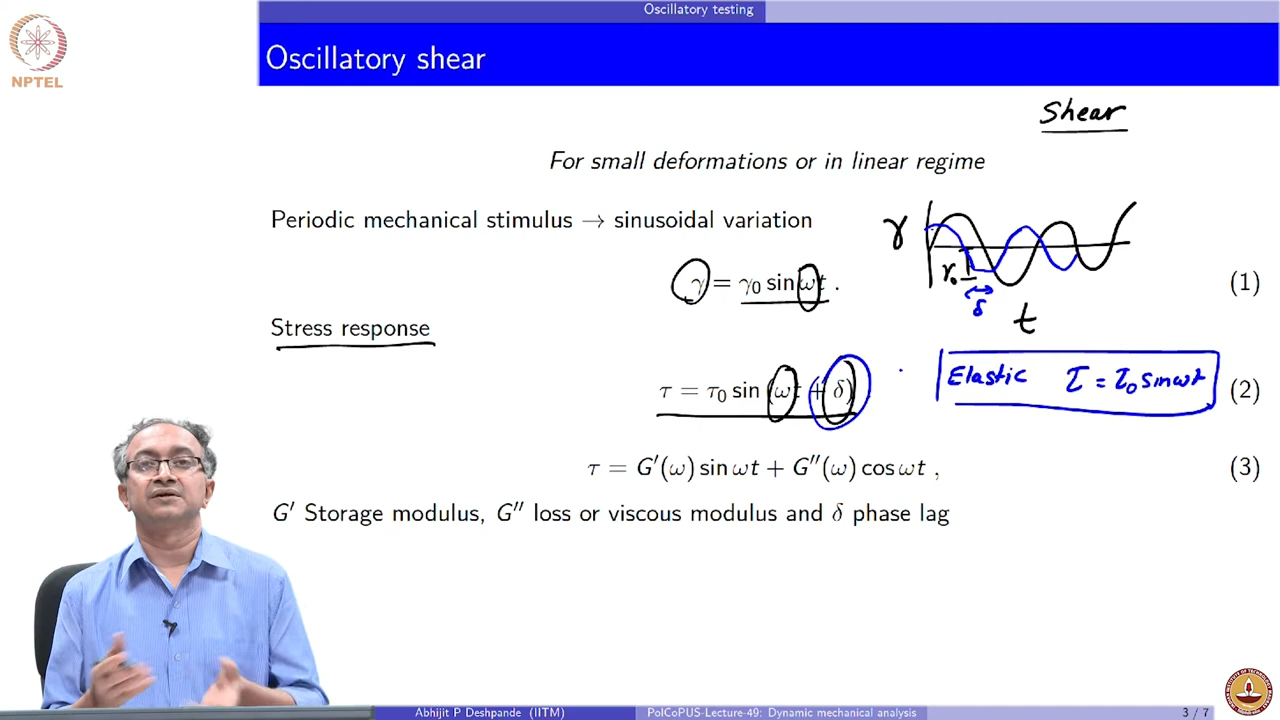 Oscillatory testing
NPTEL
Oscillatory shear
Shear
For small deformations or in linear regime
Periodic mechanical stimulus → sinusoidal variation
γ
γ₀
δ
t
γ = γ₀ sin ωt . (1)
Stress response
τ = τ₀ sin (ωt + δ) (2)
Elastic τ = τ₀ sin ωt
τ = G′(ω) sin ωt + G″(ω) cos ωt , (3)
G′ Storage modulus, G″ loss or viscous modulus and δ phase lag
Abhijit P Deshpande (IITM) PolCoPUS-Lecture-49: Dynamic mechanical analysis 3 / 7